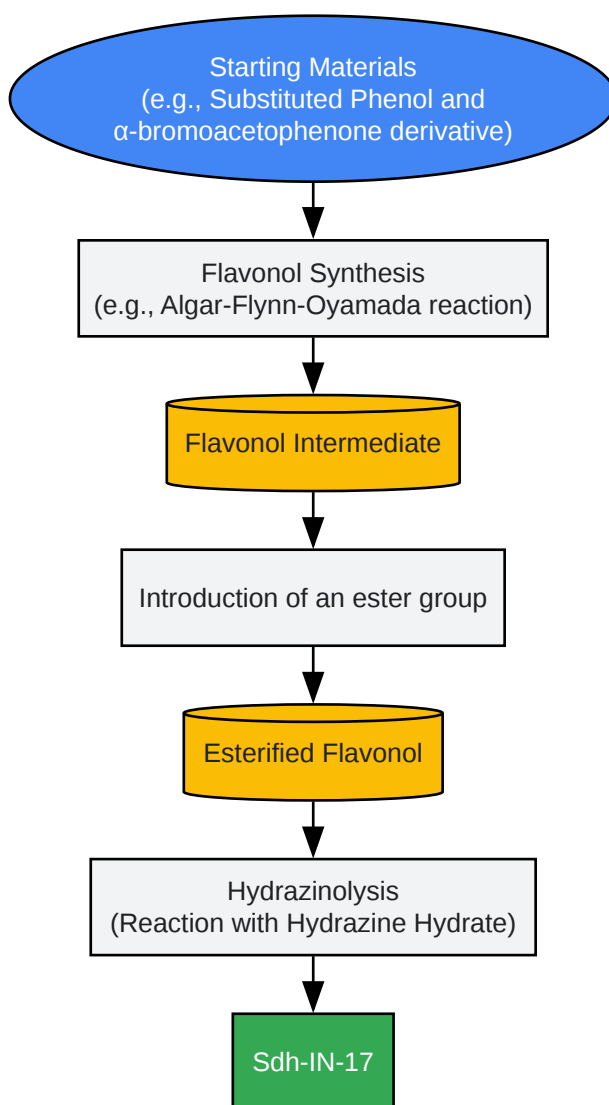 Starting Materials
(e.g., Substituted Phenol and
α-bromoacetophenone derivative)
Flavonol Synthesis
(e.g., Algar-Flynn-Oyamada reaction)
Flavonol Intermediate
Introduction of an ester group
Esterified Flavonol
Hydrazinolysis
(Reaction with Hydrazine Hydrate)
Sdh-IN-17